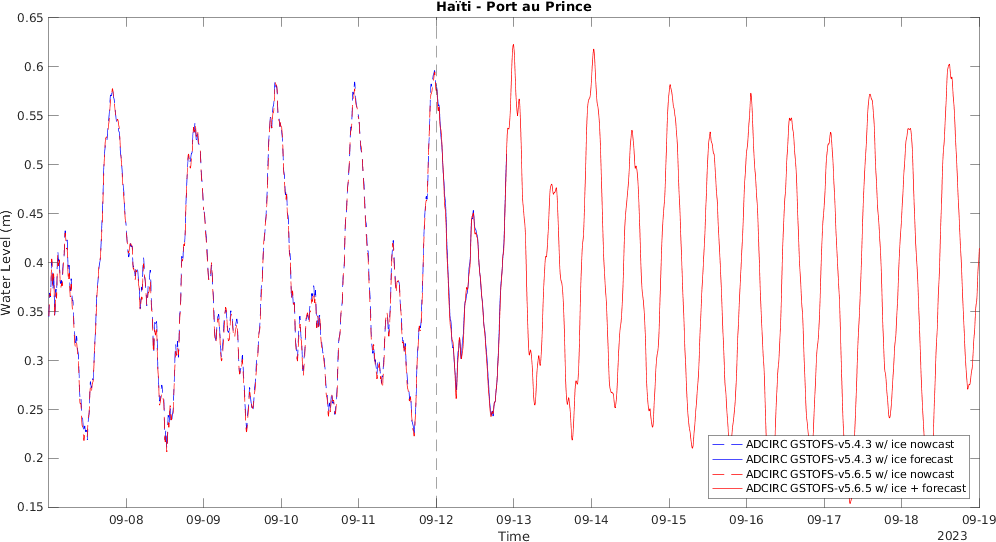 Haïti - Port au Prince
0.65
0.6
0.55
0.5
0.45
0.4
0.35
0.3
0.25
0.2
0.15
Water Level (m)
ADCIRC GSTOFS-v5.4.3 w/ ice nowcast
ADCIRC GSTOFS-v5.4.3 w/ ice forecast
ADCIRC GSTOFS-v5.6.5 w/ ice nowcast
ADCIRC GSTOFS-v5.6.5 w/ ice + forecast
09-08 09-09 09-10 09-11 09-12 09-13 09-14 09-15 09-16 09-17 09-18 09-19
Time
2023